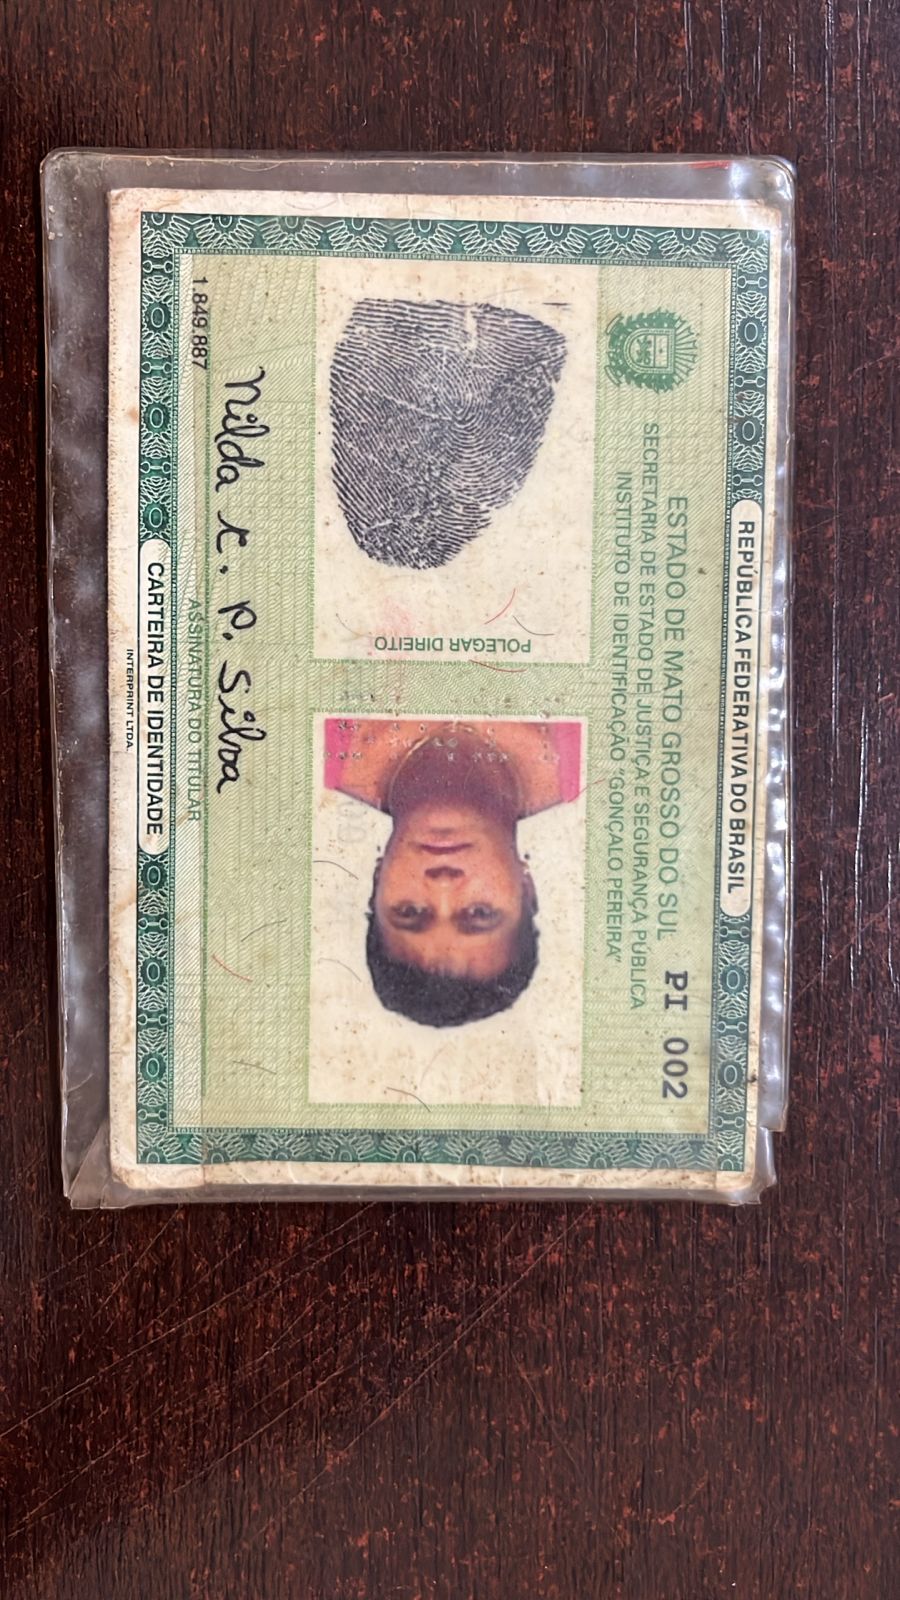 REPÚBLICA FEDERATIVA DO BRASIL
ESTADO DE MATO GROSSO DO SUL PI 002
SECRETARIA DE ESTADO DE JUSTIÇA E SEGURANÇA PÚBLICA
INSTITUTO DE IDENTIFICAÇÃO "GONÇALO PEREIRA"
POLEGAR DIREITO
Nilda C. P. Silva
ASSINATURA DO TITULAR
1.849.887
CARTEIRA DE IDENTIDADE
INTERPRINT LTDA.